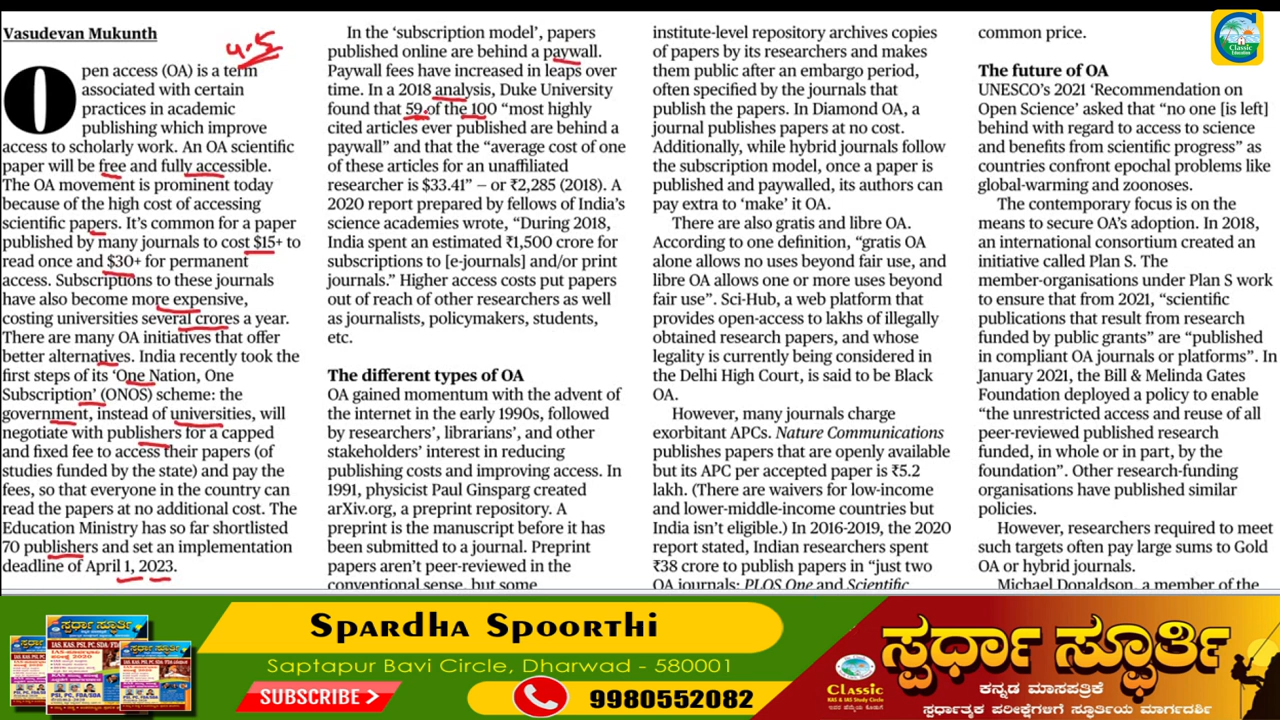 Vasudevan Mukunth
4.5
Open access (OA) is a term
associated with certain
practices in academic
publishing which improve
access to scholarly work. An OA scientific
paper will be free and fully accessible.
The OA movement is prominent today
because of the high cost of accessing
scientific papers. It’s common for a paper
published by many journals to cost $15+ to
read once and $30+ for permanent
access. Subscriptions to these journals
have also become more expensive,
costing universities several crores a year.
There are many OA initiatives that offer
better alternatives. India recently took the
first steps of its ‘One Nation, One
Subscription’ (ONOS) scheme: the
government, instead of universities, will
negotiate with publishers for a capped
and fixed fee to access their papers (of
studies funded by the state) and pay the
fees, so that everyone in the country can
read the papers at no additional cost. The
Education Ministry has so far shortlisted
70 publishers and set an implementation
deadline of April 1, 2023.
In the ‘subscription model’, papers
published online are behind a paywall.
Paywall fees have increased in leaps over
time. In a 2018 analysis, Duke University
found that 59 of the 100 “most highly
cited articles ever published are behind a
paywall” and that the “average cost of one
of these articles for an unaffiliated
researcher is $33.41” — or ₹2,285 (2018). A
2020 report prepared by fellows of India’s
science academies wrote, “During 2018,
India spent an estimated ₹1,500 crore for
subscriptions to [e-journals] and/or print
journals.” Higher access costs put papers
out of reach of other researchers as well
as journalists, policymakers, students,
etc.
The different types of OA
OA gained momentum with the advent of
the internet in the early 1990s, followed
by researchers’, librarians’, and other
stakeholders’ interest in reducing
publishing costs and improving access. In
1991, physicist Paul Ginsparg created
arXiv.org, a preprint repository. A
preprint is the manuscript before it has
been submitted to a journal. Preprint
papers aren’t peer-reviewed in the
conventional sense, but some
institute-level repository archives copies
of papers by its researchers and makes
them public after an embargo period,
often specified by the journals that
publish the papers. In Diamond OA, a
journal publishes papers at no cost.
Additionally, while hybrid journals follow
the subscription model, once a paper is
published and paywalled, its authors can
pay extra to ‘make’ it OA.
There are also gratis and libre OA.
According to one definition, “gratis OA
alone allows no uses beyond fair use, and
libre OA allows one or more uses beyond
fair use”. Sci-Hub, a web platform that
provides open-access to lakhs of illegally
obtained research papers, and whose
legality is currently being considered in
the Delhi High Court, is said to be Black
OA.
However, many journals charge
exorbitant APCs. Nature Communications
publishes papers that are openly available
but its APC per accepted paper is ₹5.2
lakh. (There are waivers for low-income
and lower-middle-income countries but
India isn’t eligible.) In 2016-2019, the 2020
report stated, Indian researchers spent
₹38 crore to publish papers in “just two
OA journals: PLOS One and Scientific
common price.
The future of OA
UNESCO’s 2021 ‘Recommendation on
Open Science’ asked that “no one [is left]
behind with regard to access to science
and benefits from scientific progress” as
countries confront epochal problems like
global-warming and zoonoses.
The contemporary focus is on the
means to secure OA’s adoption. In 2018,
an international consortium created an
initiative called Plan S. The
member-organisations under Plan S work
to ensure that from 2021, “scientific
publications that result from research
funded by public grants” are “published
in compliant OA journals or platforms”. In
January 2021, the Bill & Melinda Gates
Foundation deployed a policy to enable
“the unrestricted access and reuse of all
peer-reviewed published research
funded, in whole or in part, by the
foundation”. Other research-funding
organisations have published similar
policies.
However, researchers required to meet
such targets often pay large sums to Gold
OA or hybrid journals.
Michael Donaldson, a member of the
Classic
Education
Spardha Spoorthi
Saptapur Bavi Circle, Dharwad - 580001
SUBSCRIBE >
9980552082
ಸ್ಪರ್ಧಾ ಸ್ಫೂರ್ತಿ
Classic
IAS & KAS Study Circle
ಸ್ಪರ್ಧಾ ಸ್ಫೂರ್ತಿ
ಕನ್ನಡ ಮಾಸಪತ್ರಿಕೆ
ಸ್ಪರ್ಧಾತ್ಮಕ ಪರೀಕ್ಷೆಗಳಿಗೆ ಸ್ಫೂರ್ತಿಯ ಮಾರ್ಗದರ್ಶಿ